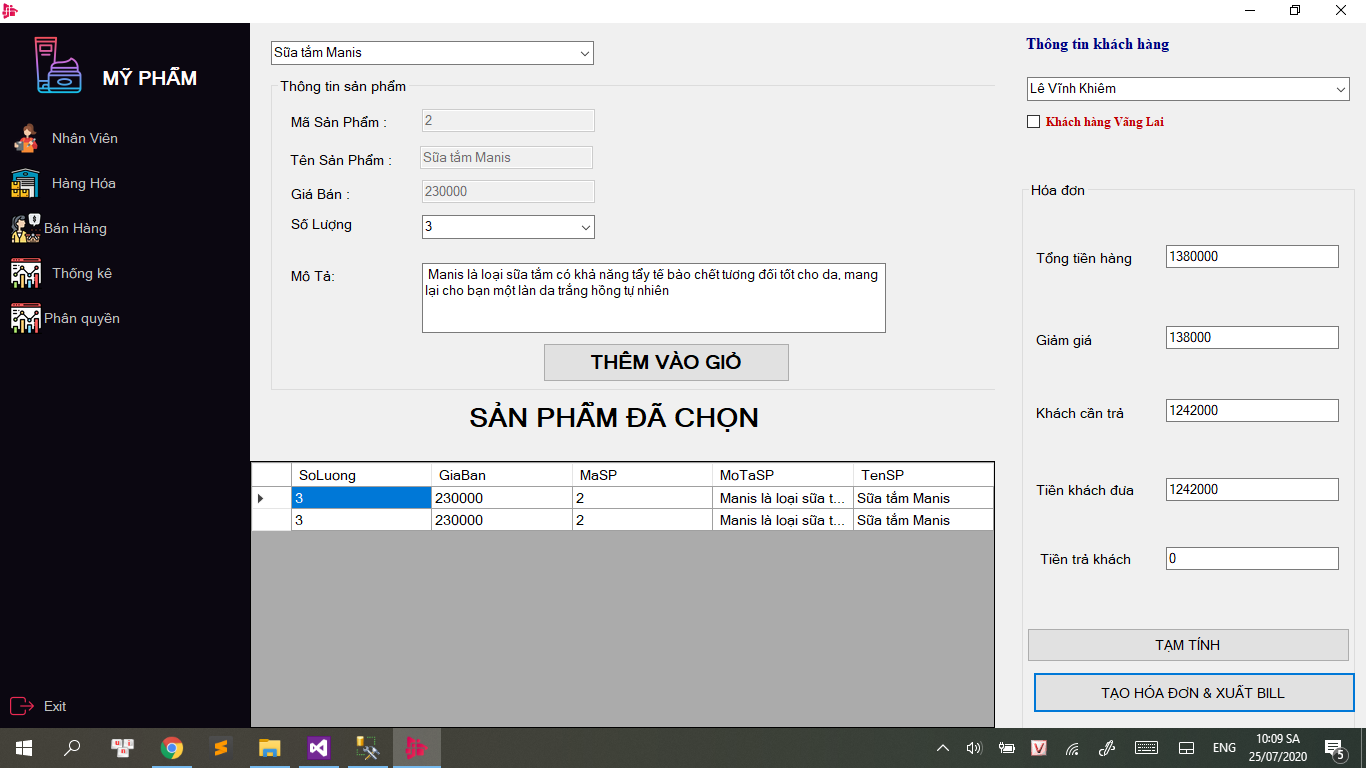 MỸ PHẨM
Nhân Viên
Hàng Hóa
Bán Hàng
Thống kê
Phân quyền
Exit
Sữa tắm Manis
Thông tin sản phẩm
Mã Sản Phẩm :
2
Tên Sản Phẩm :
Sữa tắm Manis
Giá Bán :
230000
Số Lượng
3
Mô Tả:
Manis là loại sữa tắm có khả năng tẩy tế bào chết tương đối tốt cho da, mang
lại cho bạn một làn da trắng hồng tự nhiên
THÊM VÀO GIỎ
SẢN PHẨM ĐÃ CHỌN
SoLuong GiaBan MaSP MoTaSP TenSP
3 230000 2 Manis là loại sữa t... Sữa tắm Manis
3 230000 2 Manis là loại sữa t... Sữa tắm Manis
Thông tin khách hàng
Lê Vĩnh Khiêm
Khách hàng Vãng Lai
Hóa đơn
Tổng tiền hàng 1380000
Giảm giá 138000
Khách cần trả 1242000
Tiền khách đưa 1242000
Tiền trả khách 0
TẠM TÍNH
TẠO HÓA ĐƠN & XUẤT BILL
ENG
10:09 SA
25/07/2020
5